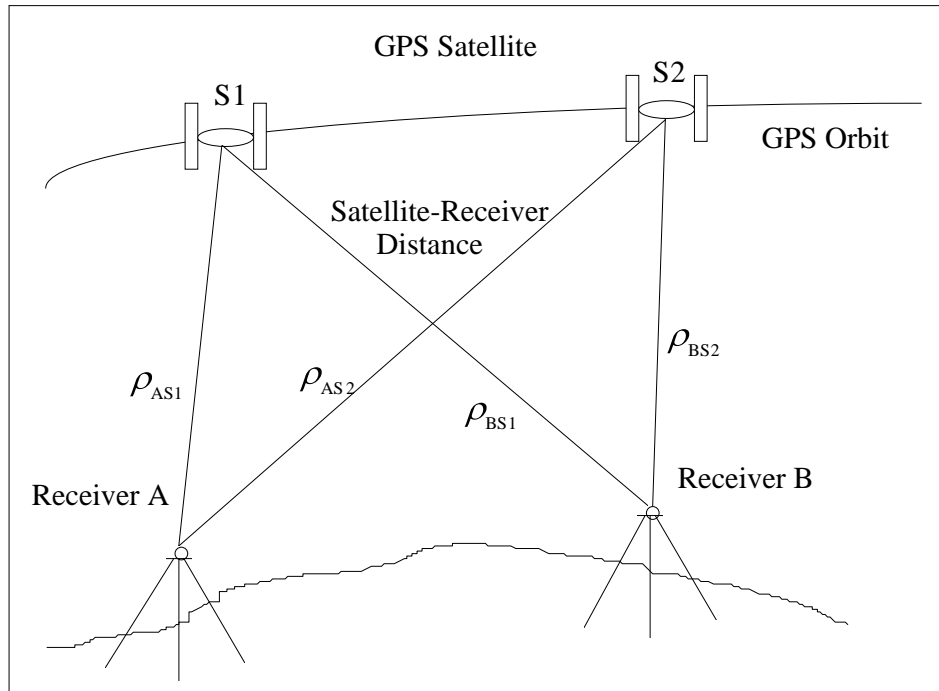 GPS Satellite
S1
S2
GPS Orbit
Satellite-Receiver
Distance
ρAS1
ρAS2
ρBS1
ρBS2
Receiver A
Receiver B